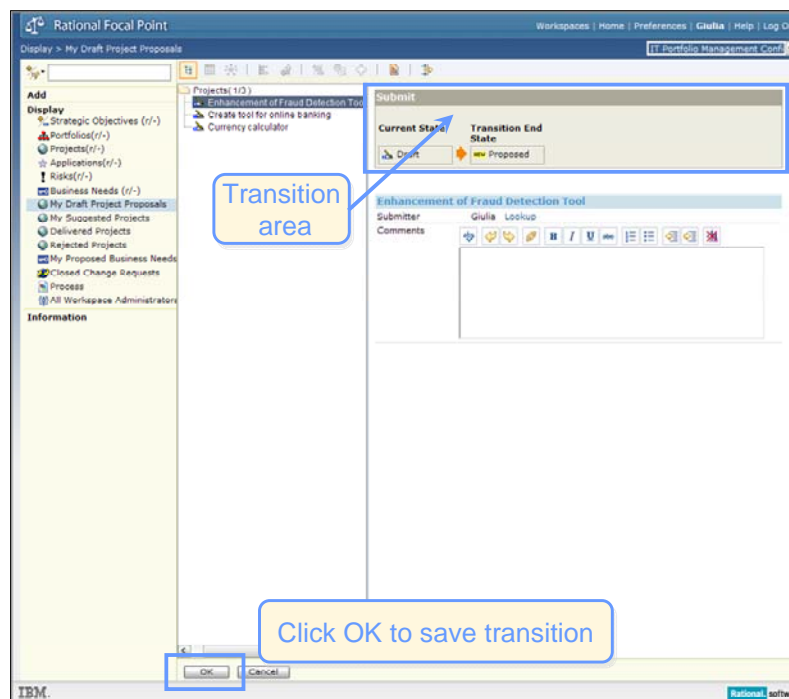 Rational Focal Point
Workspaces | Home | Preferences | Giulia | Help | Log O
Display > My Draft Project Proposals
IT Portfolio Management Confi
Add
Display
Strategic Objectives (r/-)
Portfolios(r/-)
Projects(r/-)
Applications(r/-)
Risks(r/-)
Business Needs (r/-)
My Draft Project Proposals
My Suggested Projects
Delivered Projects
Rejected Projects
My Proposed Business Needs
Closed Change Requests
Process
All Workspace Administrators
Information
Projects(1/3)
Enhancement of Fraud Detection Too
Create tool for online banking
Currency calculator
Submit
Current State
Transition End
State
Draft
NEW Proposed
Transition
area
Enhancement of Fraud Detection Tool
Submitter Giulia Lookup
Comments
B I U abc
Click OK to save transition
OK Cancel
IBM.
Rational. softw